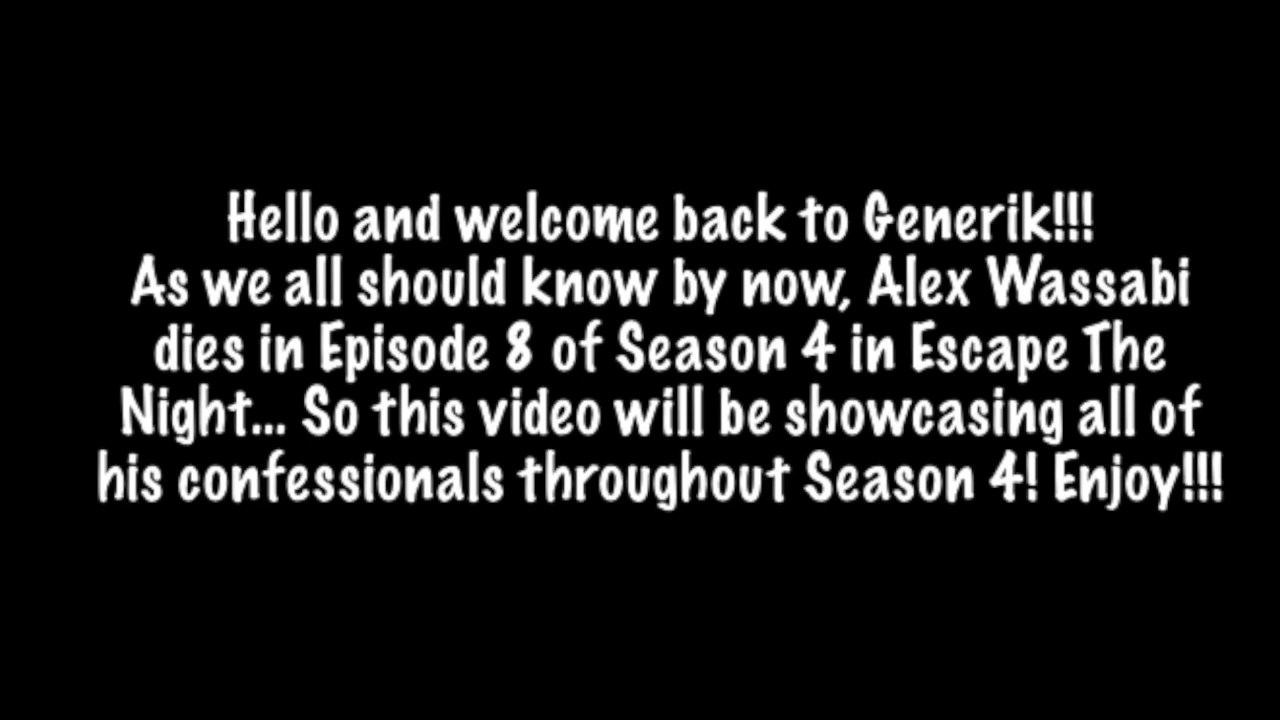 Hello and welcome back to Generik!!!
As we all should know by now, Alex Wassabi
dies in Episode 8 of Season 4 in Escape The
Night... So this video will be showcasing all of
his confessionals throughout Season 4! Enjoy!!!